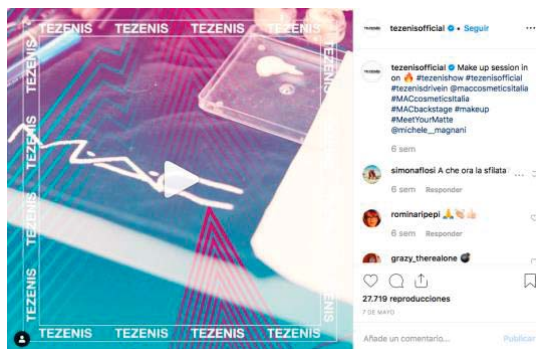 TEZENIS TEZENIS TEZENIS TEZENIS
TEZENIS
TEZENIS
TEZENIS
TEZENIS
TEZENIS
TEZENIS TEZENIS TEZENIS TEZENIS
tezenisofficial • Seguir
tezenisofficial Make up session in
on 🔥 #tezenishow #tezenisofficial
#tezenisdrivein @maccosmeticsitalia
#MACcosmeticsitalia
#MACbackstage #makeup
#MeetYourMatte
@michele__magnani
6 sem
simonaflosi A che ora la sfilata
6 sem Responder
rominaripepi 🙏👏🏻👍🏻
6 sem Responder
grazy_therealone
27.719 reproducciones
7 DE MAYO
Añade un comentario... Publicar